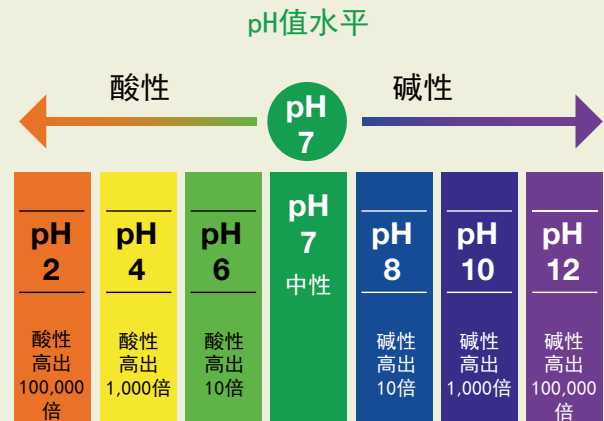 pH值水平
酸性
碱性
pH
7
pH
2
酸性
高出
100,000
倍
pH
4
酸性
高出
1,000倍
pH
6
酸性
高出
10倍
pH
7
中性
pH
8
碱性
高出
10倍
pH
10
碱性
高出
1,000倍
pH
12
碱性
高出
100,000
倍